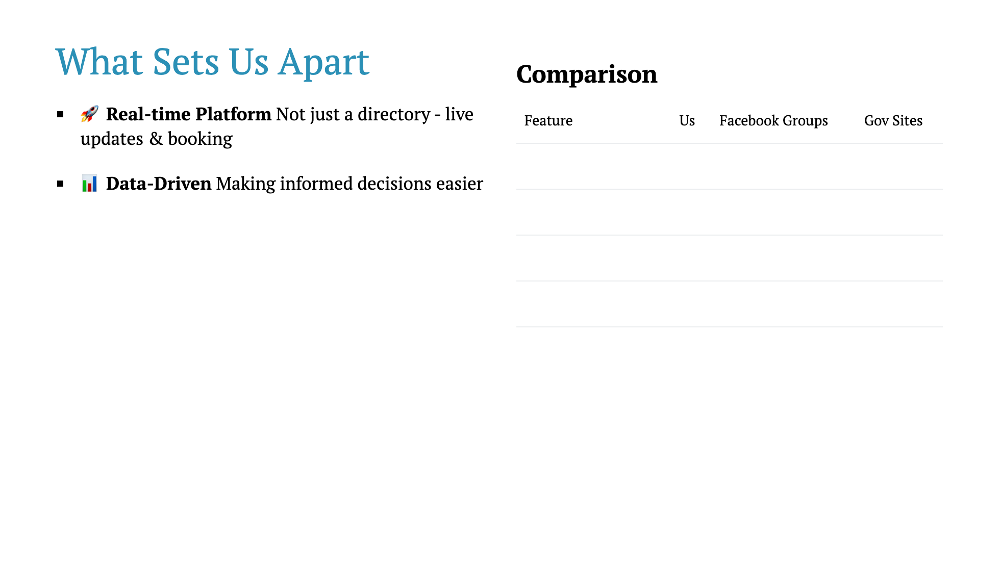 What Sets Us Apart
🚀 Real-time Platform Not just a directory - live
updates & booking
📊 Data-Driven Making informed decisions easier
Comparison
Feature Us Facebook Groups Gov Sites